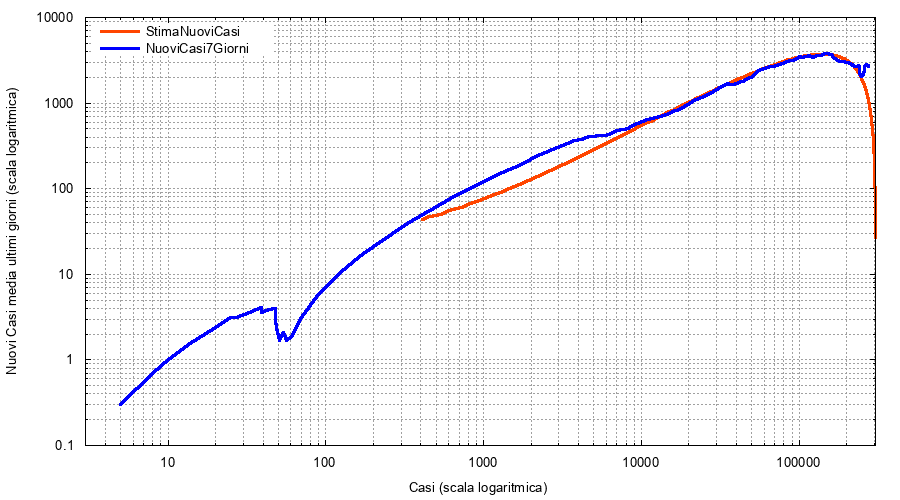 10000
1000
100
10
1
0.1
Nuovi Casi media ultimi giorni (scala logaritmica)
StimaNuoviCasi
NuoviCasi7Giorni
10
100
1000
10000
100000
Casi (scala logaritmica)